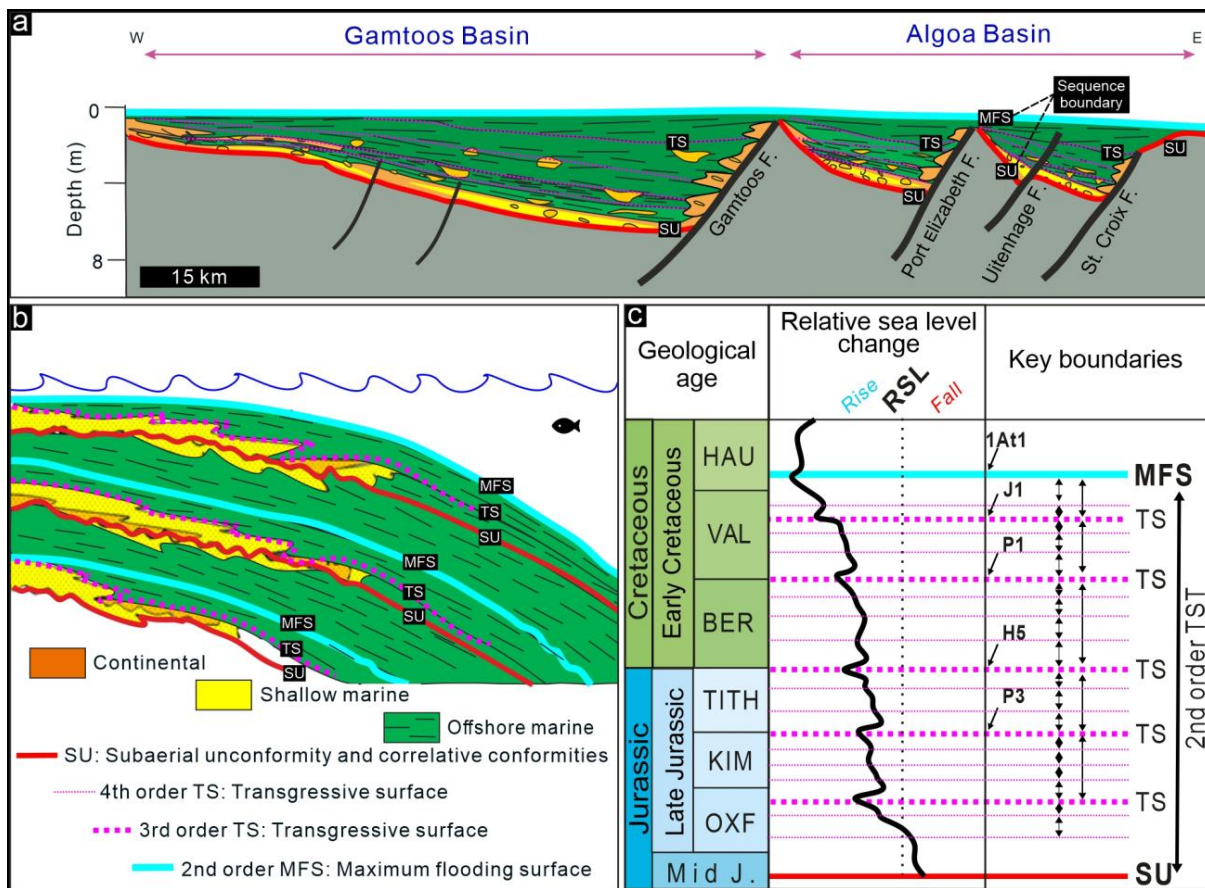 a
W
Gamtoos Basin
Algoa Basin
E
0
Depth (m)
8
15 km
MFS
Sequence
boundary
TS
TS
TS
SU
SU
SU
SU
Gamtoos F.
Port Elizabeth F.
Uitenhage F.
St. Croix F.
b
MFS
TS
SU
MFS
TS
SU
MFS
TS
SU
Continental
Shallow marine
Offshore marine
SU: Subaerial unconformity and correlative conformities
4th order TS: Transgressive surface
3rd order TS: Transgressive surface
2nd order MFS: Maximum flooding surface
c
Geological
age
Relative sea level
change
Rise
RSL
Fall
Key boundaries
Cretaceous
Early Cretaceous
HAU
VAL
BER
Jurassic
Late Jurassic
TITH
KIM
OXF
Mid J.
1At1
MFS
J1
TS
P1
TS
H5
TS
P3
TS
TS
SU
2nd order TST